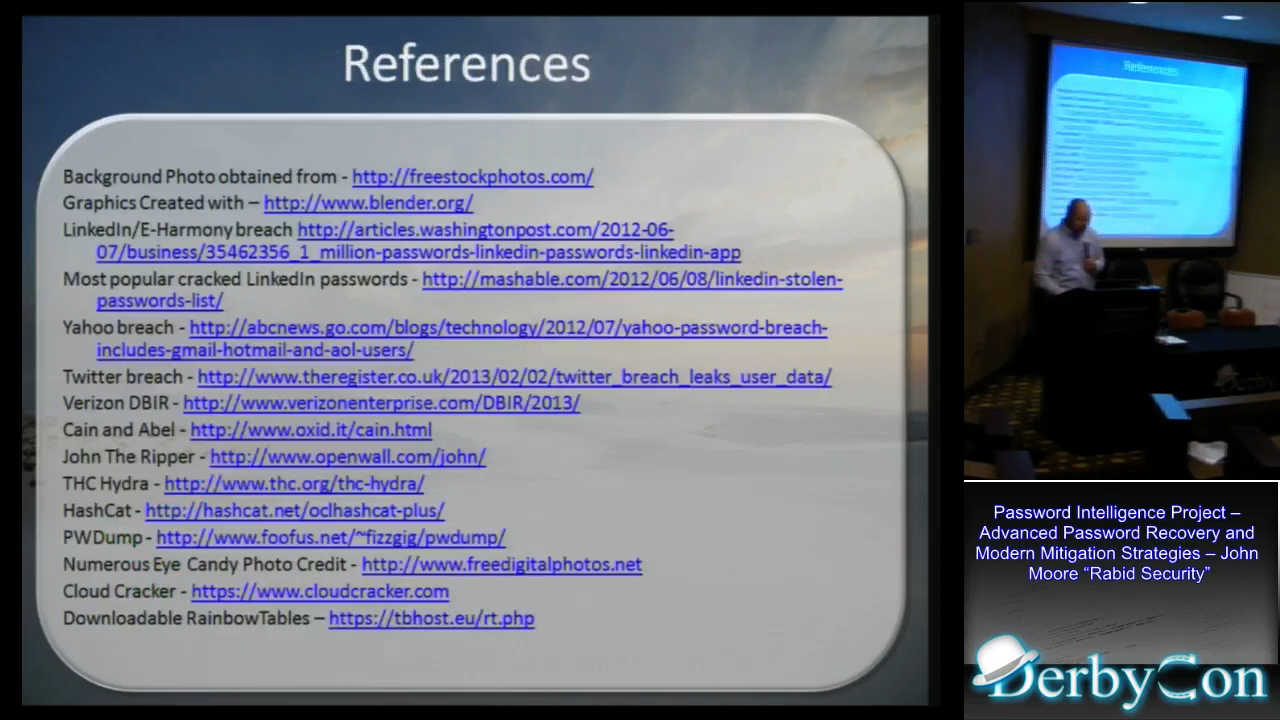 References
Background Photo obtained from - http://freestockphotos.com/
Graphics Created with – http://www.blender.org/
LinkedIn/E-Harmony breach http://articles.washingtonpost.com/2012-06-
07/business/35462356_1_million-passwords-linkedin-passwords-linkedin-app
Most popular cracked LinkedIn passwords - http://mashable.com/2012/06/08/linkedin-stolen-
passwords-list/
Yahoo breach - http://abcnews.go.com/blogs/technology/2012/07/yahoo-password-breach-
includes-gmail-hotmail-and-aol-users/
Twitter breach - http://www.theregister.co.uk/2013/02/02/twitter_breach_leaks_user_data/
Verizon DBIR - http://www.verizonenterprise.com/DBIR/2013/
Cain and Abel - http://www.oxid.it/cain.html
John The Ripper - http://www.openwall.com/john/
THC Hydra - http://www.thc.org/thc-hydra/
HashCat - http://hashcat.net/oclhashcat-plus/
PWDump - http://www.foofus.net/~fizzgig/pwdump/
Numerous Eye Candy Photo Credit - http://www.freedigitalphotos.net
Cloud Cracker - https://www.cloudcracker.com
Downloadable RainbowTables – https://tbhost.eu/rt.php
References
Password Intelligence Project –
Advanced Password Recovery and
Modern Mitigation Strategies – John
Moore “Rabid Security”
DerbyCon